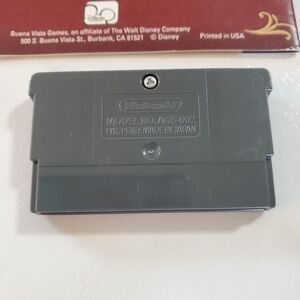 Disney
Buena Vista Games, an affiliate of The Walt Disney Company
500 S. Buena Vista St., Burbank, CA 91521 © Disney
Printed in USA
Nintendo®
MODEL NO. AGB-002
PAT. PEND. MADE IN JAPAN